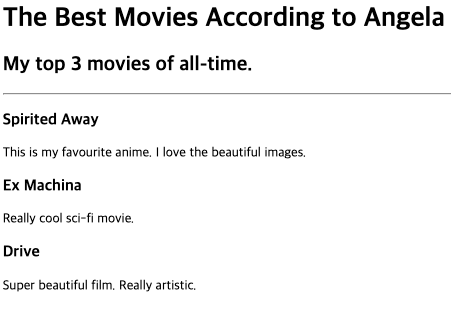 The Best Movies According to Angela
My top 3 movies of all-time.
Spirited Away
This is my favourite anime. I love the beautiful images.
Ex Machina
Really cool sci-fi movie.
Drive
Super beautiful film. Really artistic.